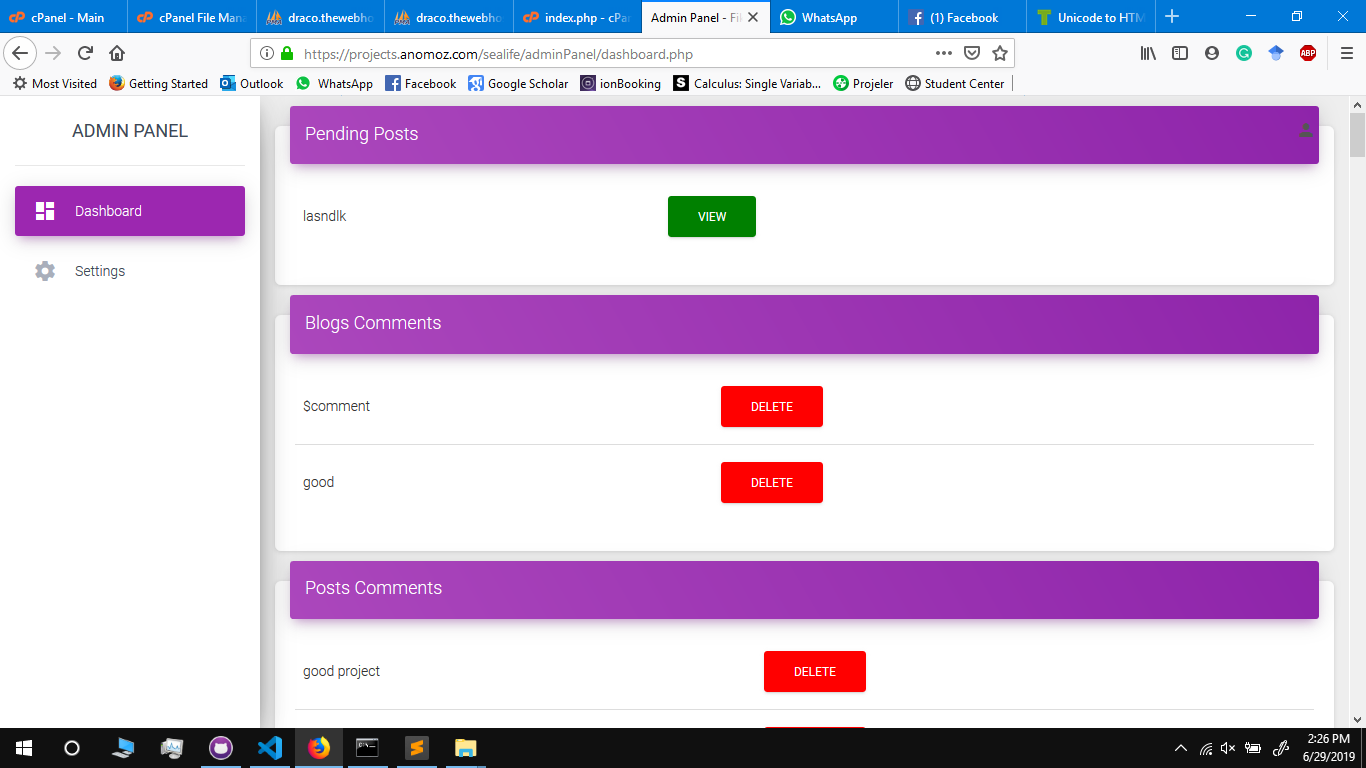 cPanel - Main
cPanel File Mana
draco.thewebho
draco.thewebho
index.php - cPa
Admin Panel - Fil
WhatsApp
(1) Facebook
Unicode to HTM
https://projects.anomoz.com/sealife/adminPanel/dashboard.php
ABP
Most Visited
Getting Started
Outlook
WhatsApp
Facebook
Google Scholar
ionBooking
Calculus: Single Variab...
Projeler
Student Center
ADMIN PANEL
Dashboard
Settings
Pending Posts
lasndlk
VIEW
Blogs Comments
$comment
DELETE
good
DELETE
Posts Comments
good project
DELETE
2:26 PM
6/29/2019